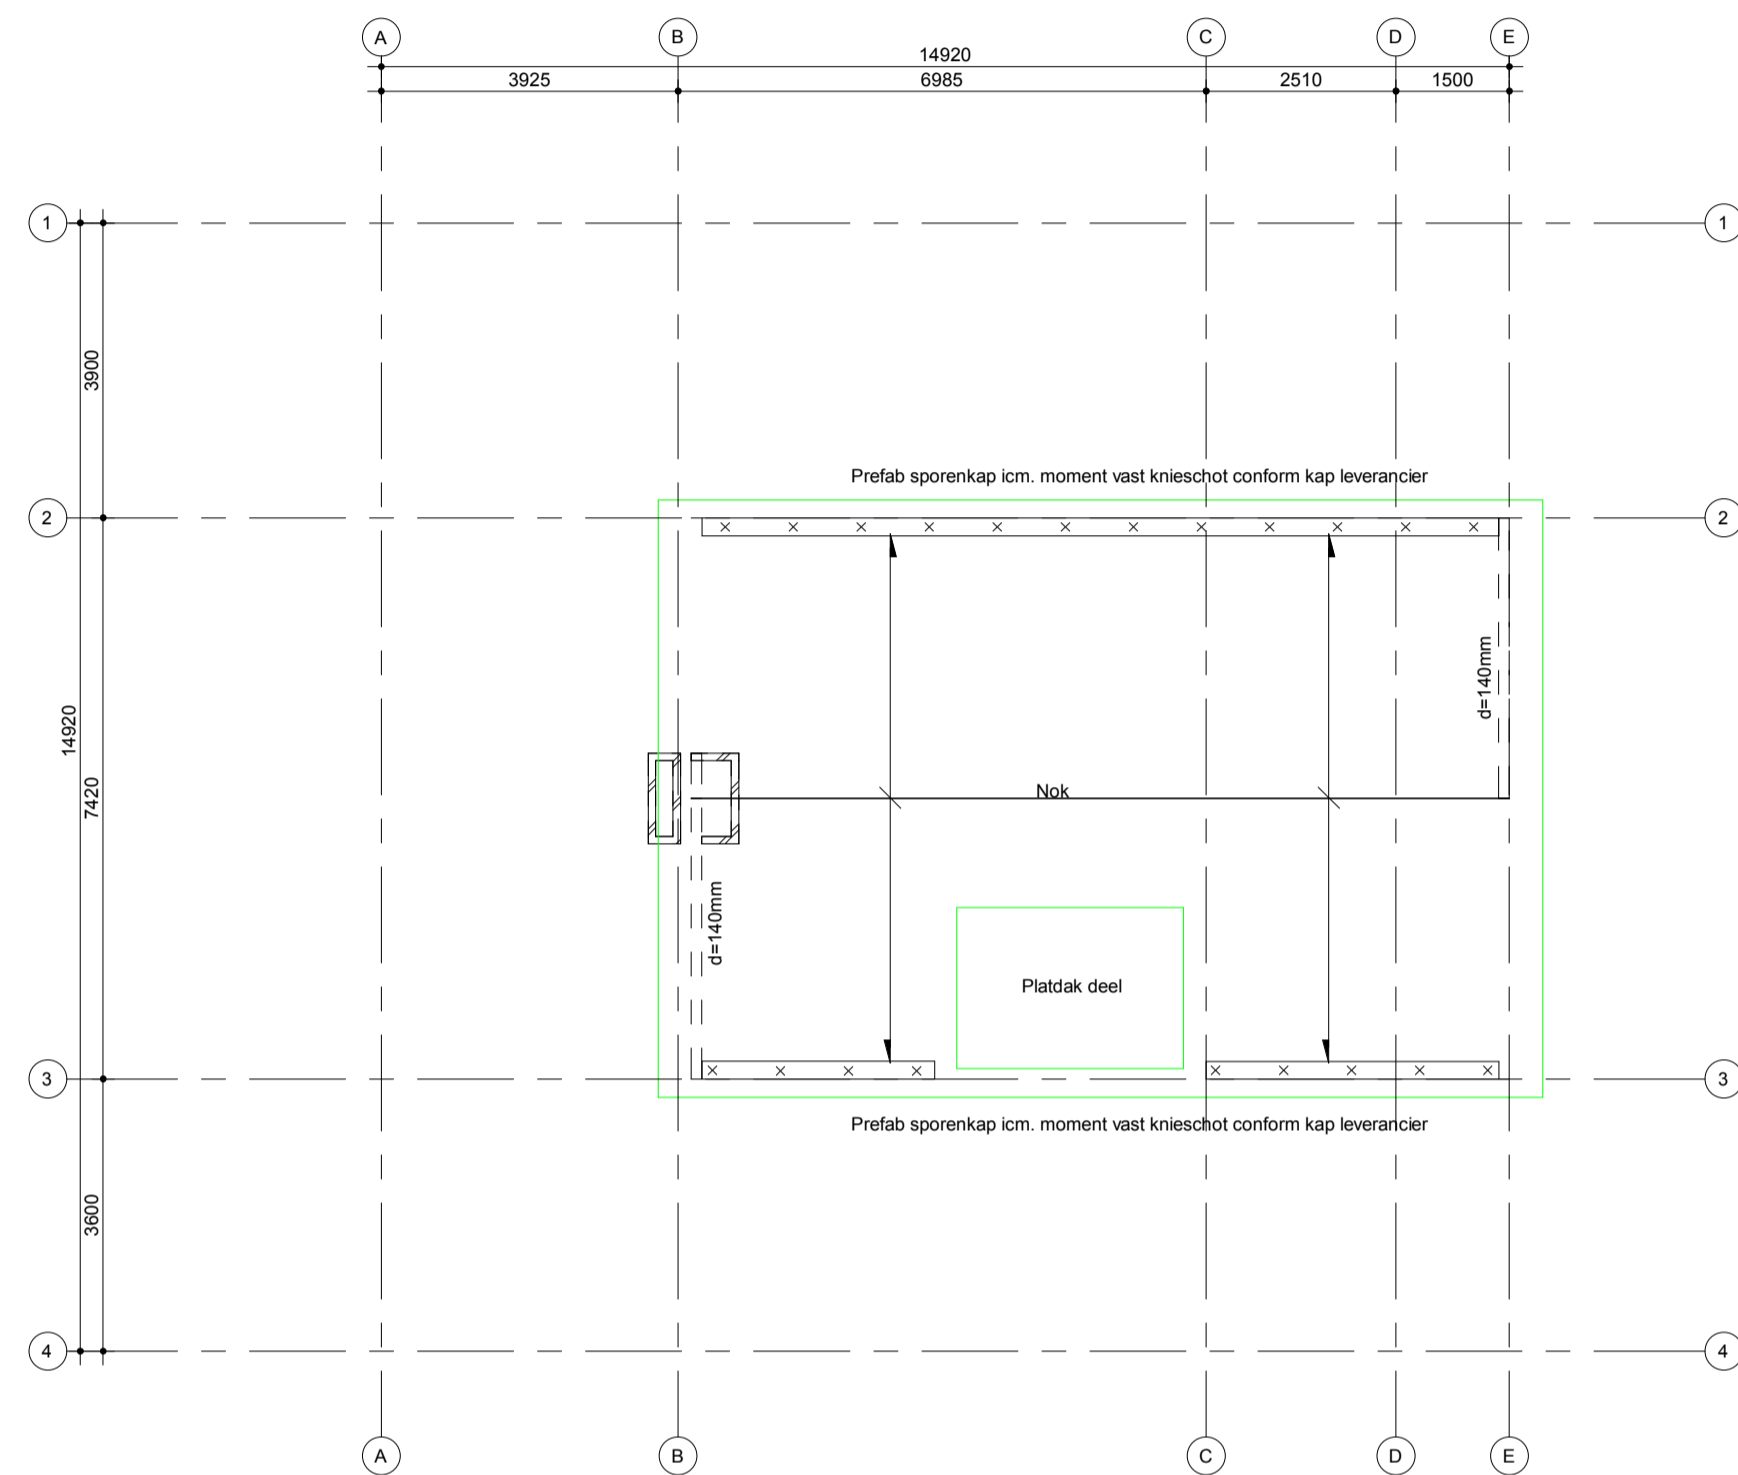 A B C D E
14920
3925 6985 2510 1500
1 1
3900
Prefab sporenkap icm. moment vast knieschot conform kap leverancier
2 2
d=140mm
14920
7420
Nok
d=140mm
Platdak deel
3 3
Prefab sporenkap icm. moment vast knieschot conform kap leverancier
3600
4 4
A B C D E